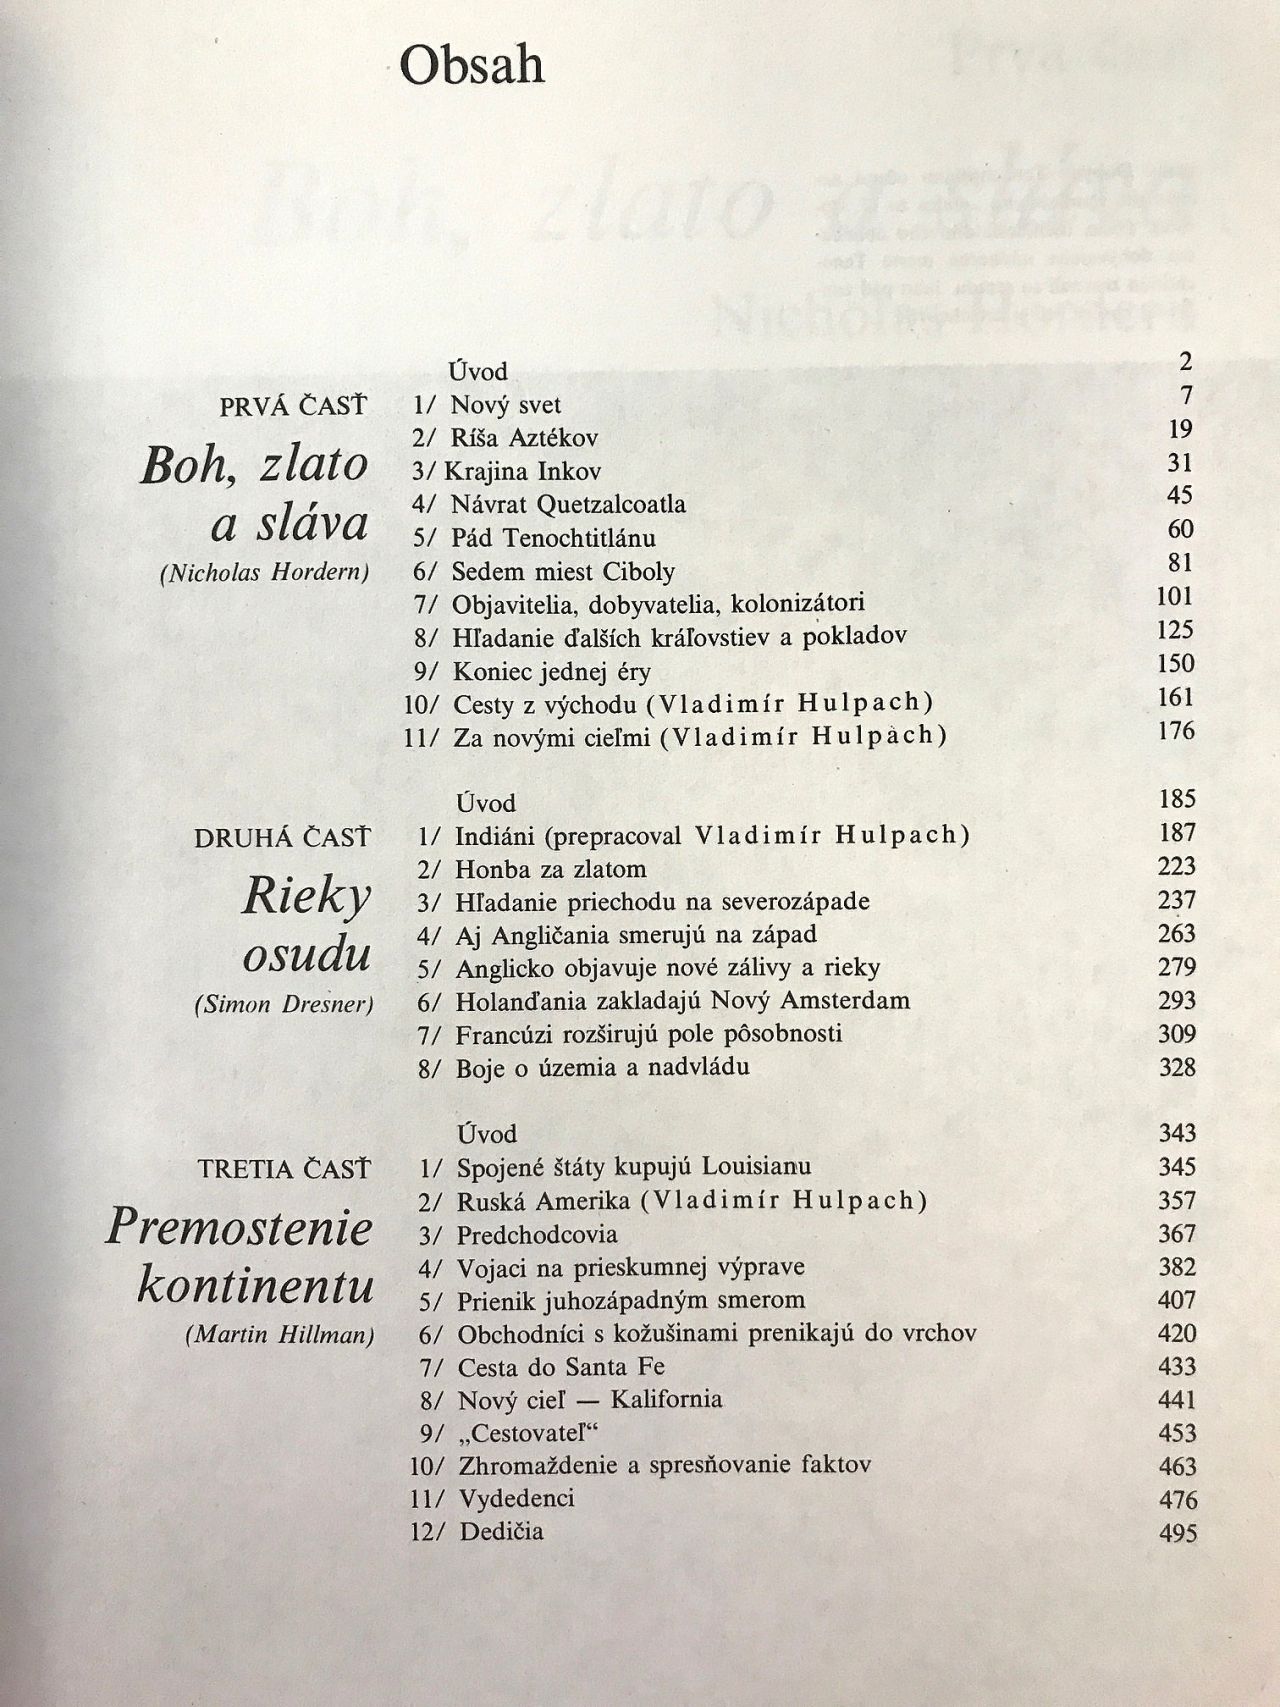 Obsah
Úvod 2
PRVÁ ČASŤ 1/ Nový svet 7
2/ Ríša Aztékov 19
Boh, zlato 3/ Krajina Inkov 31
4/ Návrat Quetzalcoatla 45
a sláva 5/ Pád Tenochtitlánu 60
(Nicholas Hordern) 6/ Sedem miest Ciboly 81
7/ Objavitelia, dobyvatelia, kolonizátori 101
8/ Hľadanie ďalších kráľovstiev a pokladov 125
9/ Koniec jednej éry 150
10/ Cesty z východu (Vladimír Hulpach) 161
11/ Za novými cieľmi (Vladimír Hulpach) 176
Úvod 185
DRUHÁ ČASŤ 1/ Indiáni (prepracoval Vladimír Hulpach) 187
2/ Honba za zlatom 223
Rieky 3/ Hľadanie priechodu na severozápade 237
4/ Aj Angličania smerujú na západ 263
osudu 5/ Anglicko objavuje nové zálivy a rieky 279
(Simon Dresner) 6/ Holanďania zakladajú Nový Amsterdam 293
7/ Francúzi rozširujú pole pôsobnosti 309
8/ Boje o územia a nadvládu 328
Úvod 343
TRETIA ČASŤ 1/ Spojené štáty kupujú Louisianu 345
2/ Ruská Amerika (Vladimír Hulpach) 357
Premostenie 3/ Predchodcovia 367
4/ Vojaci na prieskumnej výprave 382
kontinentu 5/ Prienik juhozápadným smerom 407
(Martin Hillman) 6/ Obchodníci s kožušinami prenikajú do vrchov 420
7/ Cesta do Santa Fe 433
8/ Nový cieľ — Kalifornia 441
9/ „Cestovateľ“ 453
10/ Zhromaždenie a spresňovanie faktov 463
11/ Vydedenci 476
12/ Dedičia 495